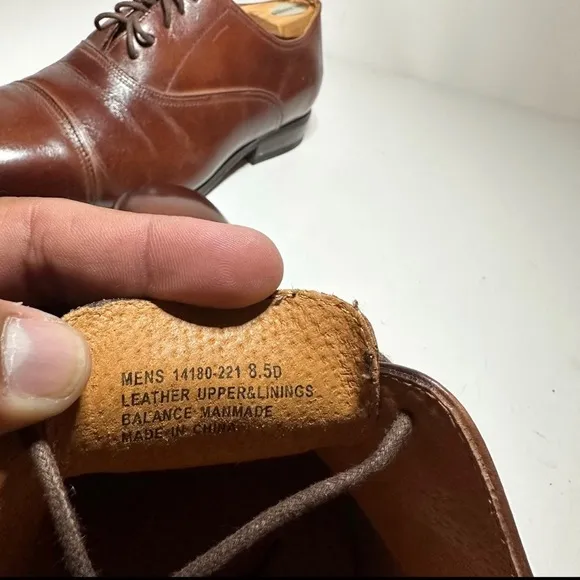 MENS 14180-221 8.5D
LEATHER UPPER&LININGS
BALANCE MANMADE
MADE IN CHINA